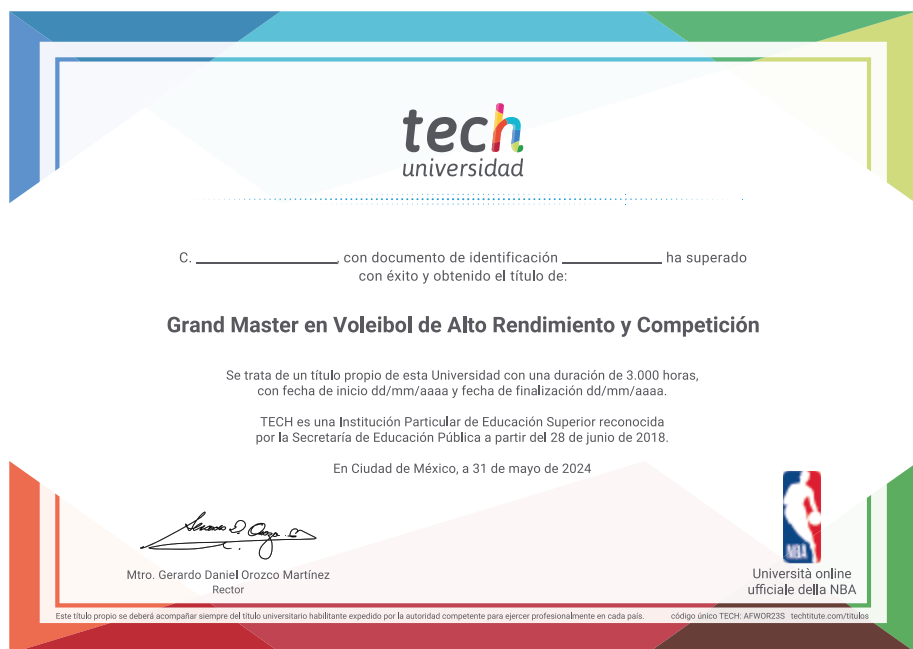 tech
universidad
C. ____________, con documento de identificación ____________ ha superado
con éxito y obtenido el título de:
Grand Master en Voleibol de Alto Rendimiento y Competición
Se trata de un título propio de esta Universidad con una duración de 3.000 horas,
con fecha de inicio dd/mm/aaaa y fecha de finalización dd/mm/aaaa.
TECH es una Institución Particular de Educación Superior reconocida
por la Secretaría de Educación Pública a partir del 28 de junio de 2018.
En Ciudad de México, a 31 de mayo de 2024
NBA
Mtro. Gerardo Daniel Orozco Martínez
Rector
Università online
ufficiale della NBA
Este título propio se deberá acompañar siempre del título universitario habilitante expedido por la autoridad competente para ejercer profesionalmente en cada país. código único TECH: AFWOR23S techtitute.com/titulos